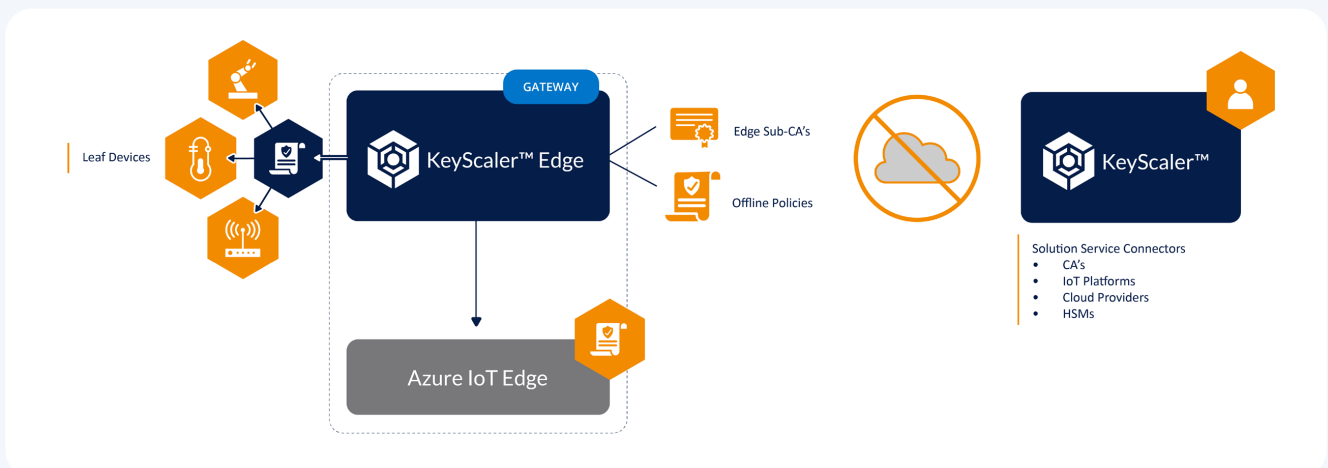 Leaf Devices
GATEWAY
KeyScaler™ Edge
Azure IoT Edge
Edge Sub-CA's
Offline Policies
KeyScaler™
Solution Service Connectors
• CA's
• IoT Platforms
• Cloud Providers
• HSMs